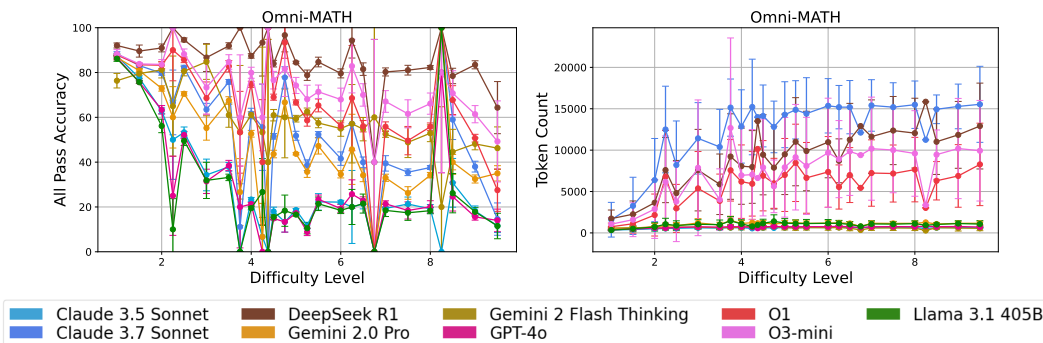 Omni-MATH
All Pass Accuracy
100
80
60
40
20
0
2
4
6
8
Difficulty Level
Omni-MATH
Token Count
20000
15000
10000
5000
0
2
4
6
8
Difficulty Level
Claude 3.5 Sonnet
DeepSeek R1
Gemini 2 Flash Thinking
O1
Llama 3.1 405B
Claude 3.7 Sonnet
Gemini 2.0 Pro
GPT-4o
O3-mini